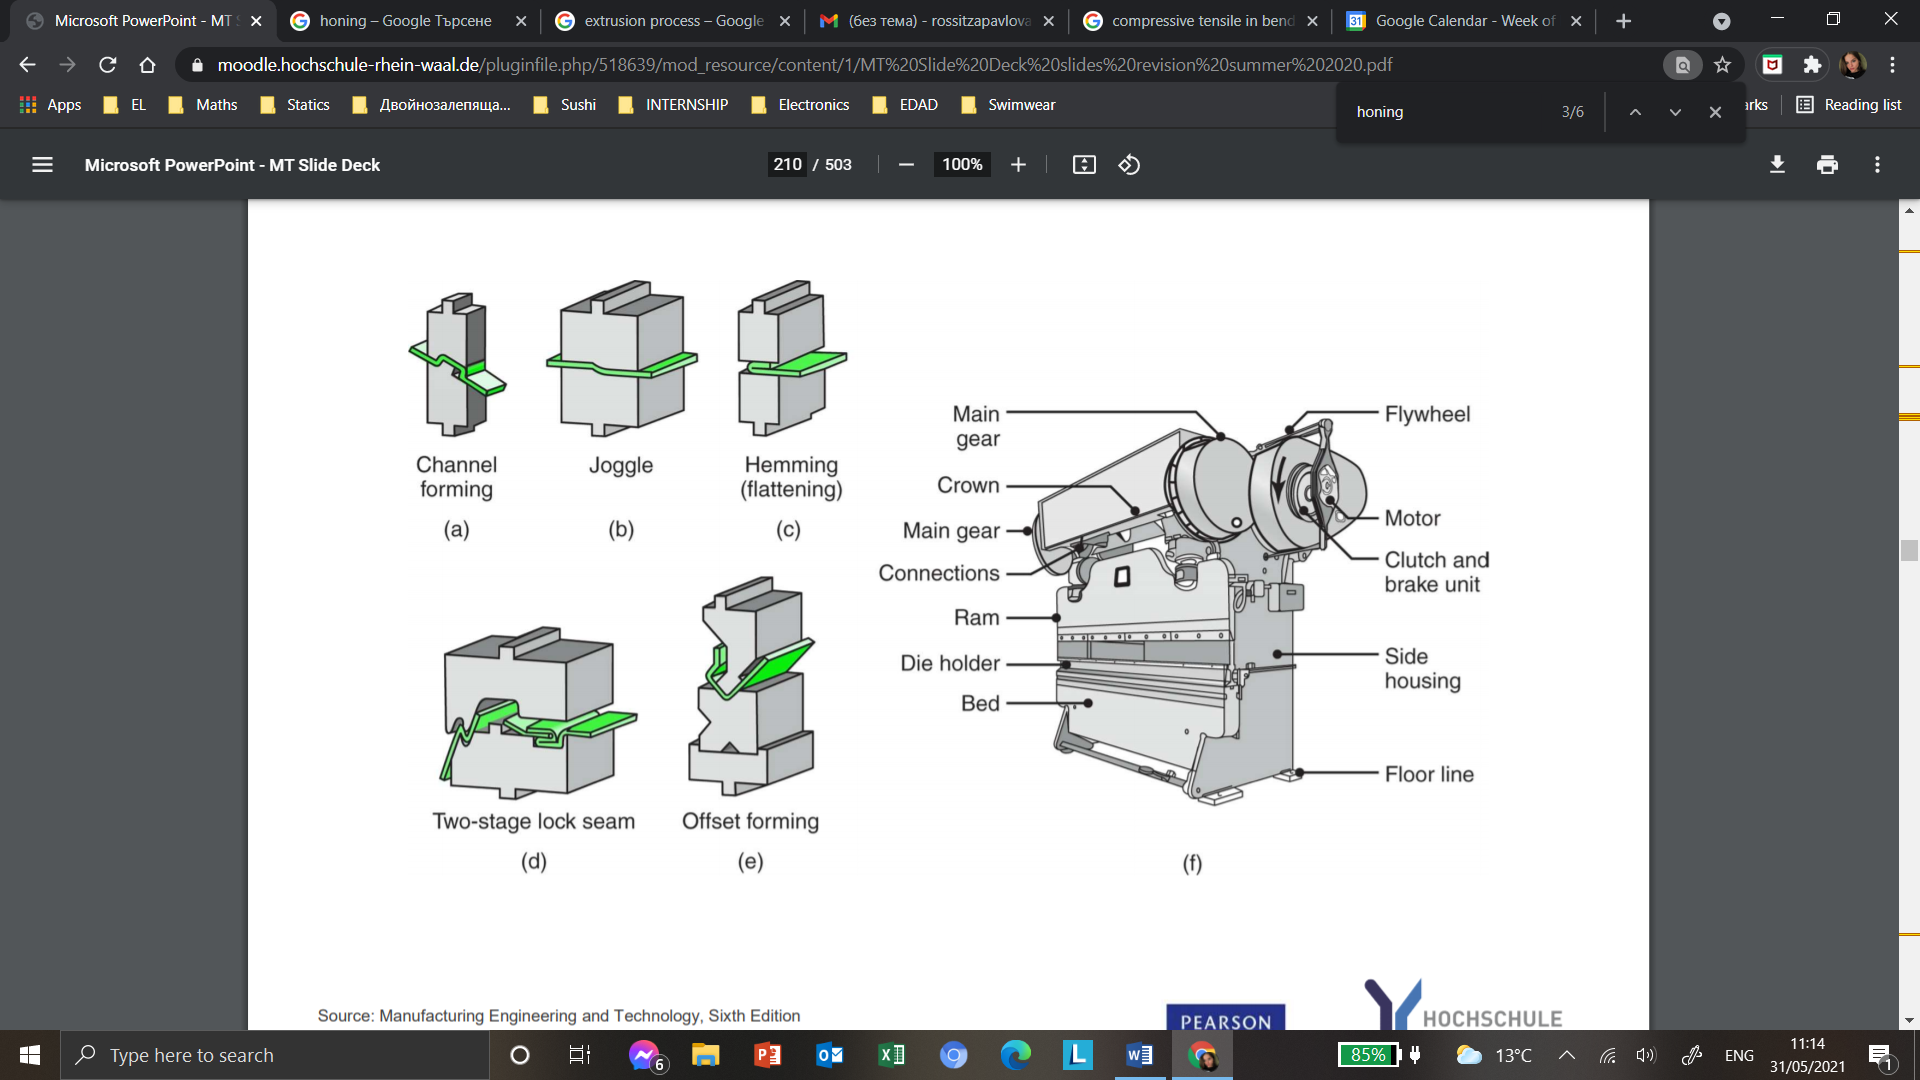 Microsoft PowerPoint - MT S
honing – Google Търсене
extrusion process – Google
(без тема) - rossitzapavlova
compressive tensile in bend
31
Google Calendar - Week of
moodle.hochschule-rhein-waal.de/pluginfile.php/518639/mod_resource/content/1/MT%20Slide%20Deck%20slides%20revision%20summer%202020.pdf
Apps
EL
Maths
Statics
Двойнозалепяща...
Sushi
INTERNSHIP
Electronics
EDAD
Swimwear
arks
Reading list
honing
3/6
Microsoft PowerPoint - MT Slide Deck
210 / 503
100%
Channel
forming
(a)
Joggle
(b)
Hemming
(flattening)
(c)
Two-stage lock seam
(d)
Offset forming
(e)
Main
gear
Crown
Main gear
Connections
Ram
Die holder
Bed
Flywheel
Motor
Clutch and
brake unit
Side
housing
Floor line
(f)
Source: Manufacturing Engineering and Technology, Sixth Edition
PEARSON
HOCHSCHULE
Type here to search
6
85%
13°C
ENG
11:14
31/05/2021
1